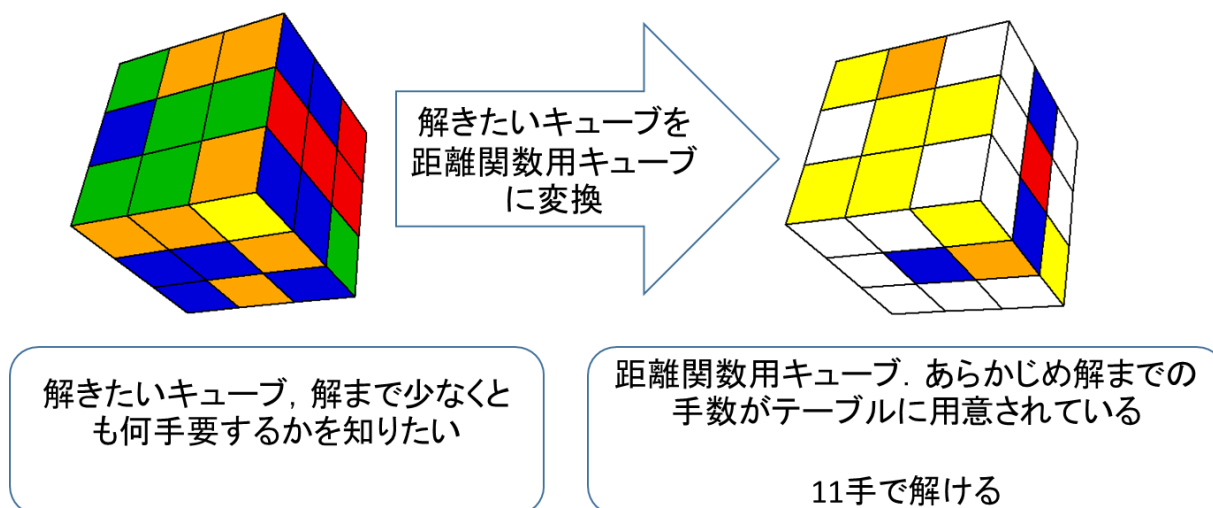 解きたいキューブを
距離関数用キューブ
に変換
解きたいキューブ，解まで少なくと
も何手要するかを知りたい
距離関数用キューブ．あらかじめ解までの
手数がテーブルに用意されている
11手で解ける